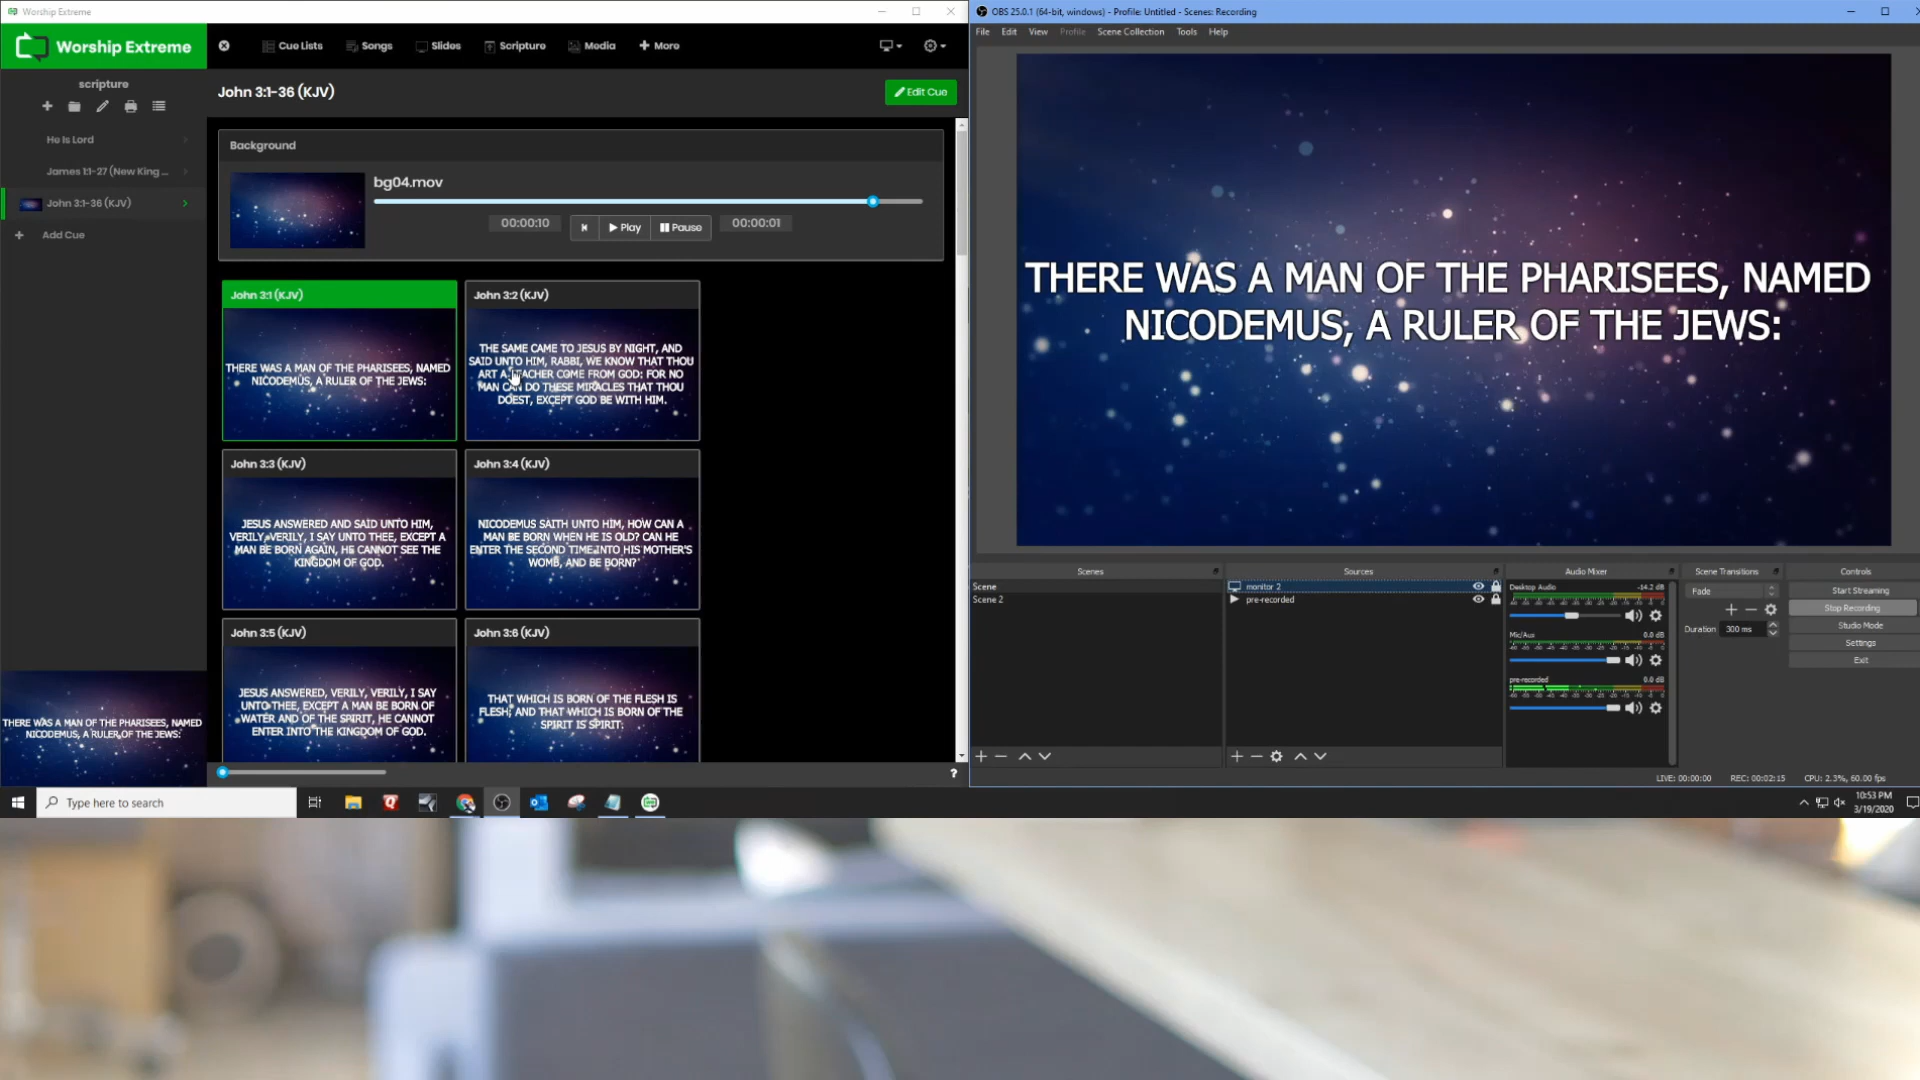 Worship Extreme
Worship Extreme
Cue Lists
Songs
Slides
Scripture
Media
More
scripture
He Is Lord
James 1:1-27 (New King ...
John 3:1-36 (KJV)
Add Cue
John 3:1-36 (KJV)
Edit Cue
Background
bg04.mov
00:00:10
Play
Pause
00:00:01
John 3:1 (KJV)
THERE WAS A MAN OF THE PHARISEES, NAMED
NICODEMUS, A RULER OF THE JEWS:
John 3:2 (KJV)
THE SAME CAME TO JESUS BY NIGHT, AND
SAID UNTO HIM, RABBI, WE KNOW THAT THOU
ART A TEACHER COME FROM GOD: FOR NO
MAN CAN DO THESE MIRACLES THAT THOU
DOEST, EXCEPT GOD BE WITH HIM.
John 3:3 (KJV)
JESUS ANSWERED AND SAID UNTO HIM,
VERILY, VERILY, I SAY UNTO THEE, EXCEPT A
MAN BE BORN AGAIN, HE CANNOT SEE THE
KINGDOM OF GOD.
John 3:4 (KJV)
NICODEMUS SAITH UNTO HIM, HOW CAN A
MAN BE BORN WHEN HE IS OLD? CAN HE
ENTER THE SECOND TIME INTO HIS MOTHER'S
WOMB, AND BE BORN?
John 3:5 (KJV)
JESUS ANSWERED, VERILY, VERILY, I SAY
UNTO THEE, EXCEPT A MAN BE BORN OF
WATER AND OF THE SPIRIT, HE CANNOT
ENTER INTO THE KINGDOM OF GOD.
John 3:6 (KJV)
THAT WHICH IS BORN OF THE FLESH IS
FLESH; AND THAT WHICH IS BORN OF THE
SPIRIT IS SPIRIT.
THERE WAS A MAN OF THE PHARISEES, NAMED
NICODEMUS, A RULER OF THE JEWS:
?
OBS 25.0.1 (64-bit, windows) - Profile: Untitled - Scenes: Recording
File Edit View Profile Scene Collection Tools Help
THERE WAS A MAN OF THE PHARISEES, NAMED
NICODEMUS, A RULER OF THE JEWS:
Scenes
Scene
Scene 2
Sources
monitor 2
pre-recorded
Audio Mixer
Desktop Audio -14.2 dB
Mic/Aux 0.0 dB
pre-recorded 0.0 dB
Scene Transitions
Fade
Duration 300 ms
Controls
Start Streaming
Stop Recording
Studio Mode
Settings
Exit
LIVE: 00:00:00 REC: 00:02:15 CPU: 2.3%, 60.00 fps
Type here to search
10:53 PM
3/19/2020